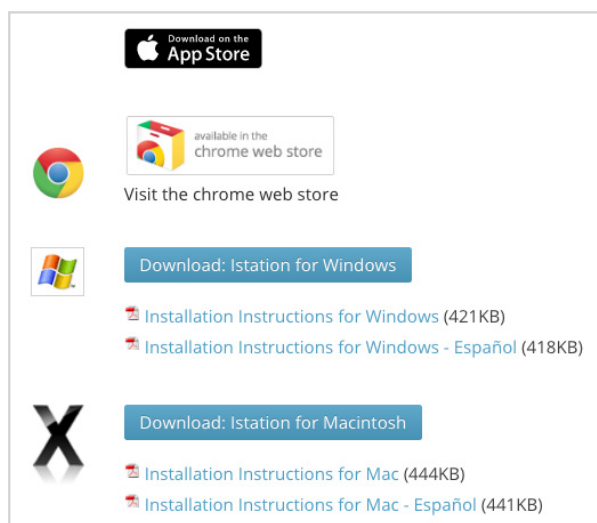 Download on the
App Store
available in the
chrome web store
Visit the chrome web store
Download: Istation for Windows
Installation Instructions for Windows (421KB)
Installation Instructions for Windows - Español (418KB)
X
Download: Istation for Macintosh
Installation Instructions for Mac (444KB)
Installation Instructions for Mac - Español (441KB)